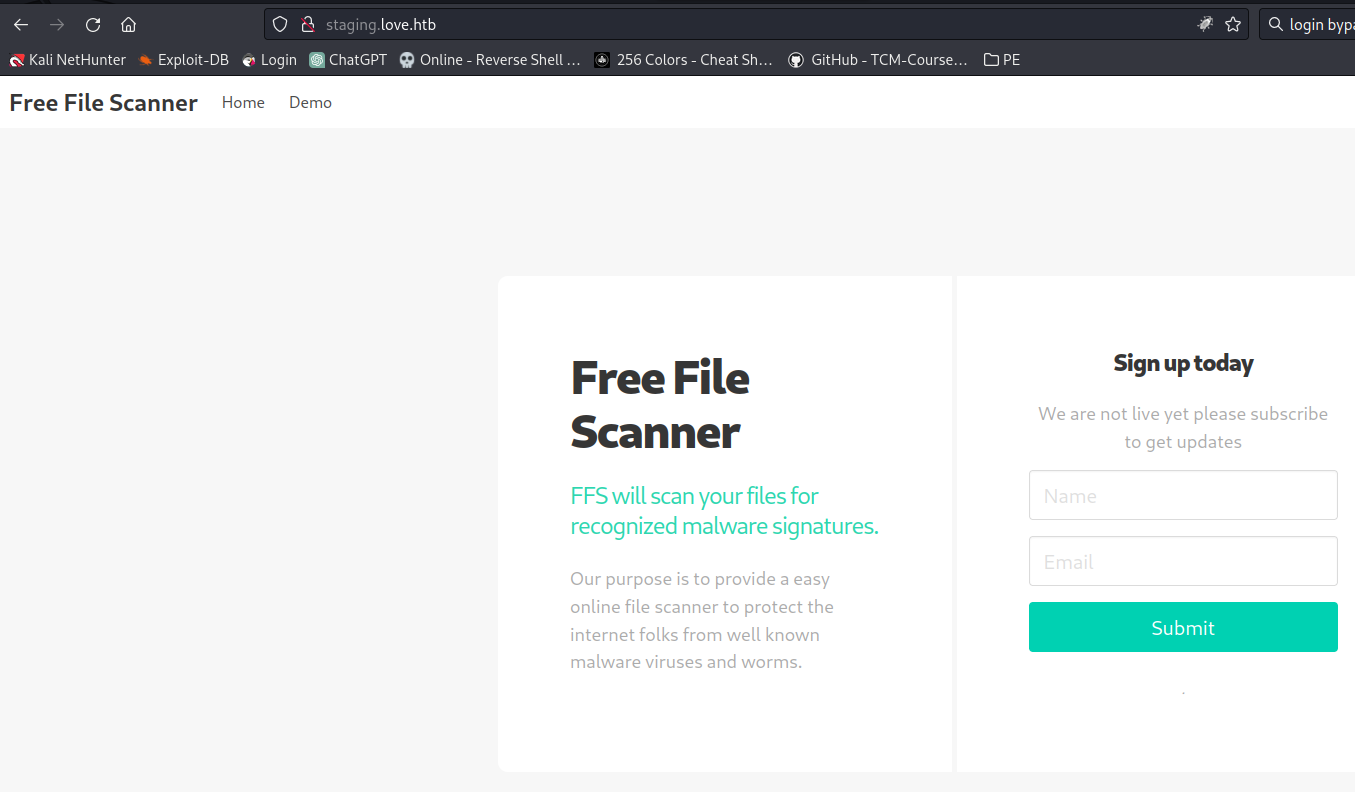 staging.love.htb
login bypa
Kali NetHunter Exploit-DB Login ChatGPT Online - Reverse Shell ... 256 Colors - Cheat Sh... GitHub - TCM-Course... PE
Free File Scanner Home Demo
Free File
Scanner
FFS will scan your files for
recognized malware signatures.
Our purpose is to provide a easy
online file scanner to protect the
internet folks from well known
malware viruses and worms.
Sign up today
We are not live yet please subscribe
to get updates
Name
Email
Submit
.